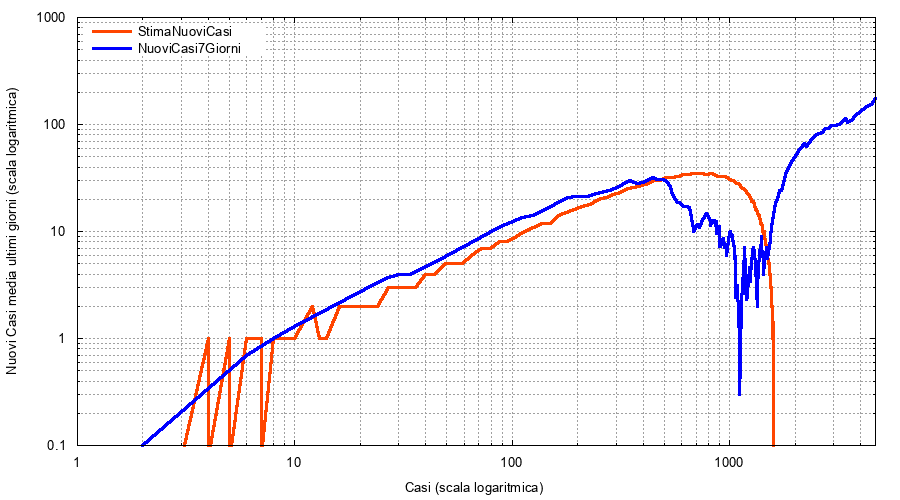 1000
100
10
1
0.1
StimaNuoviCasi
NuoviCasi7Giorni
Nuovi Casi media ultimi giorni (scala logaritmica)
1 10 100 1000
Casi (scala logaritmica)